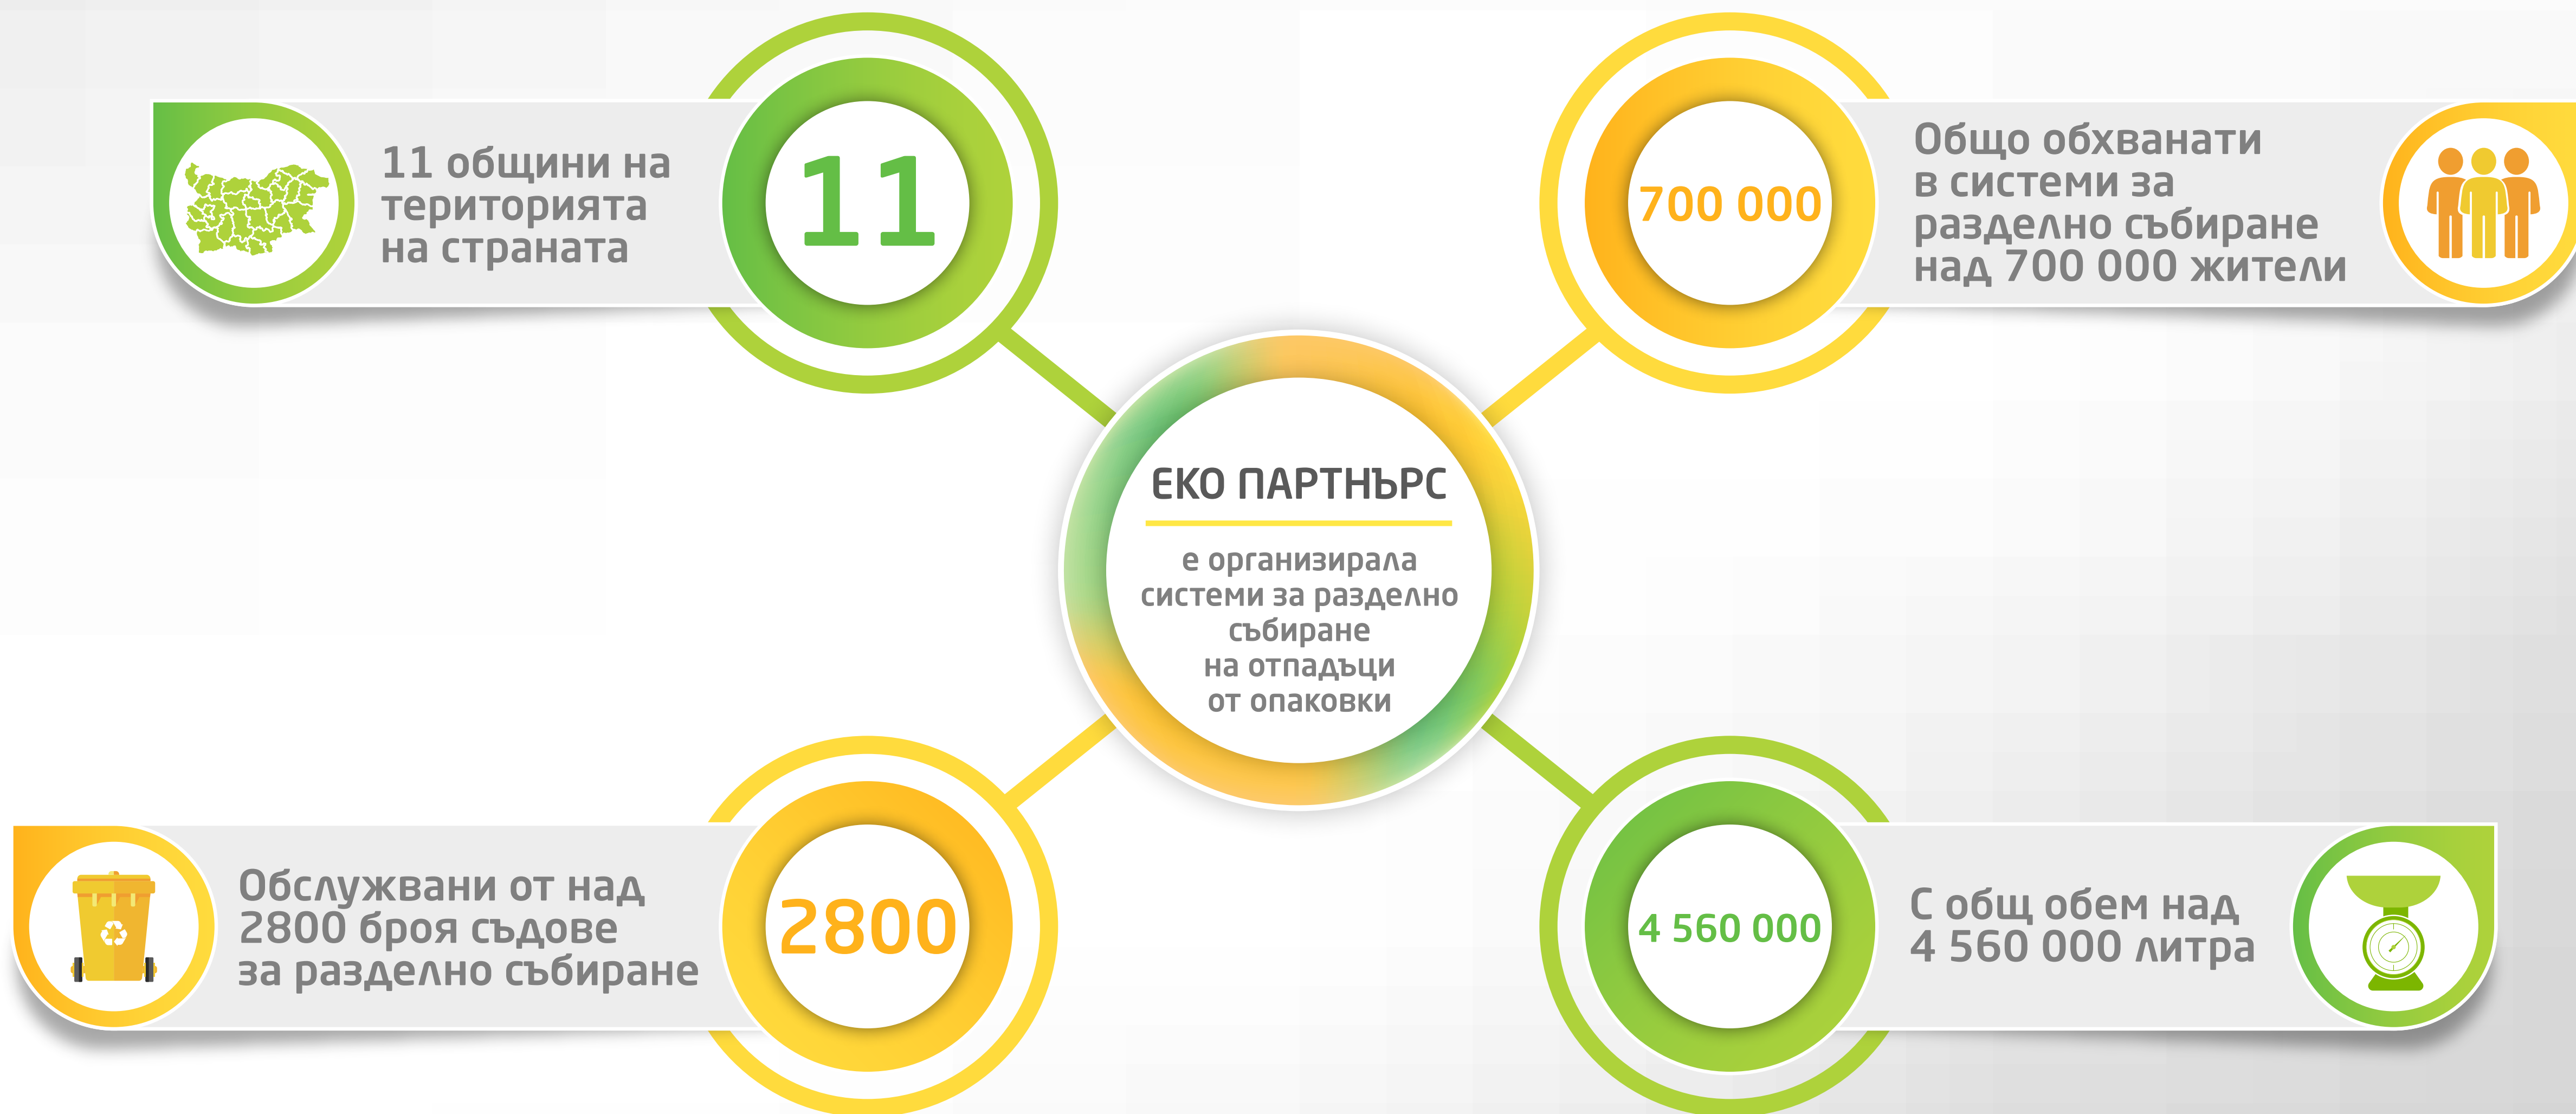 11 общини на
територията
на страната
11
700 000
Общо обхванати
в системи за
разделно събиране
над 700 000 жители
ЕКО ПАРТНЪРС
е организирала
системи за разделно
събиране
на отпадъци
от опаковки
Обслужвани от над
2800 броя съдове
за разделно събиране
2800
4 560 000
С общ обем над
4 560 000 литра